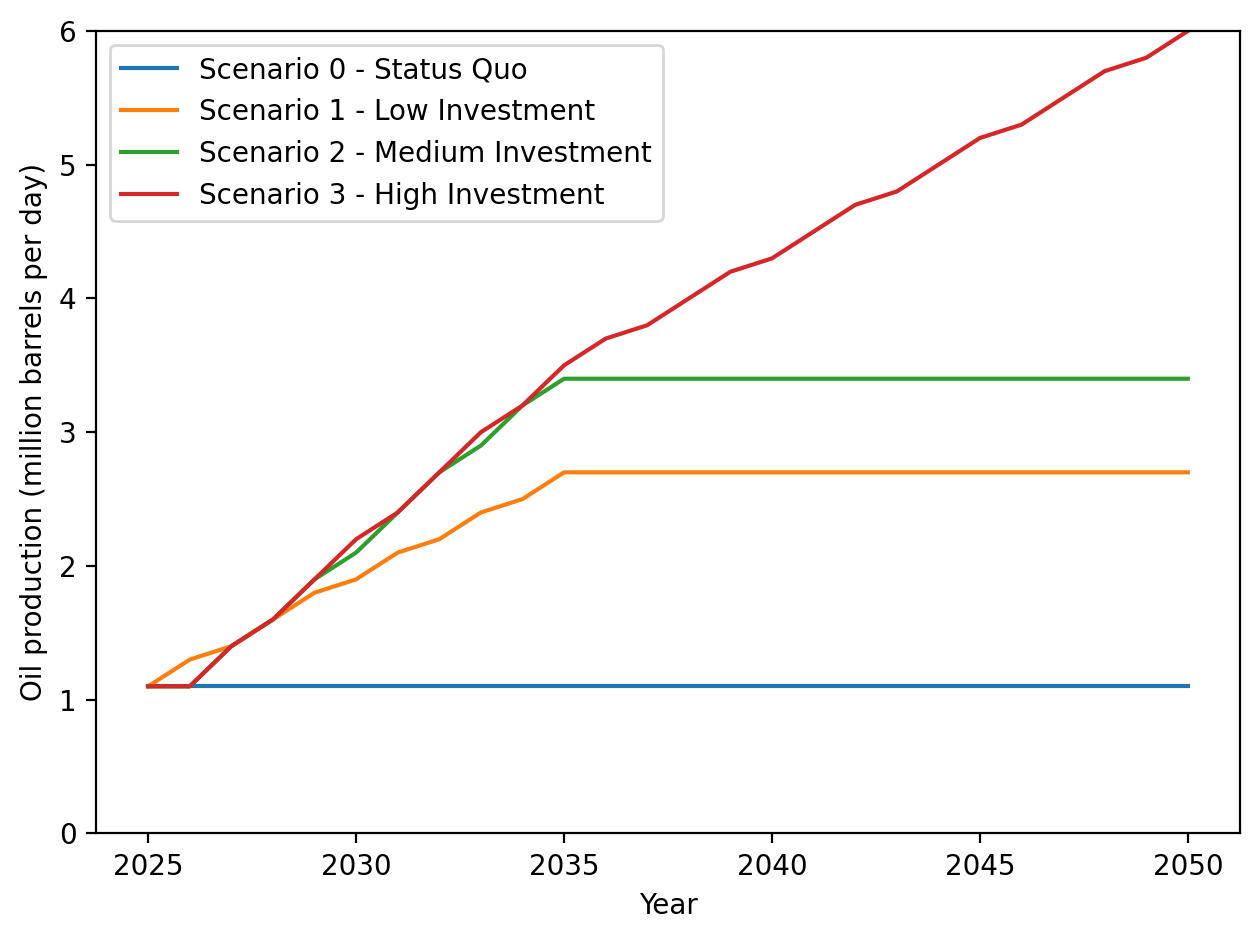 6
5
4
3
2
1
0
Oil production (million barrels per day)
Scenario 0 - Status Quo
Scenario 1 - Low Investment
Scenario 2 - Medium Investment
Scenario 3 - High Investment
2025 2030 2035 2040 2045 2050
Year